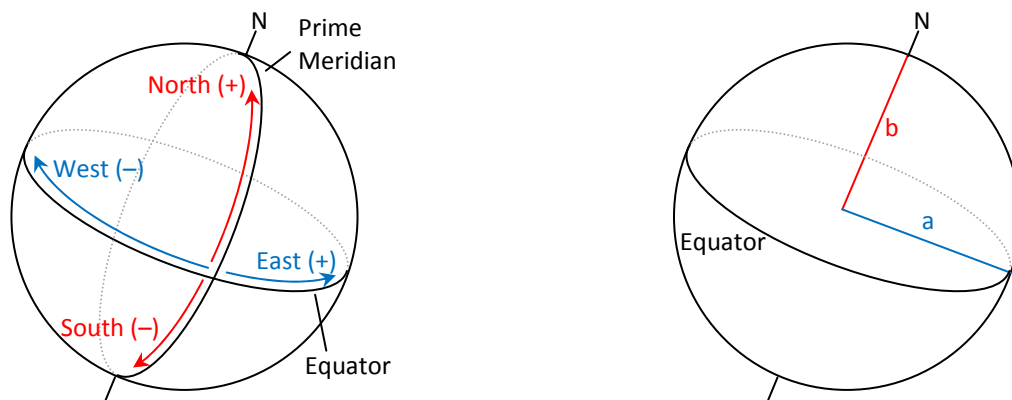 N
Prime
Meridian
North (+)
West (–)
East (+)
South (–)
Equator
N
b
a
Equator